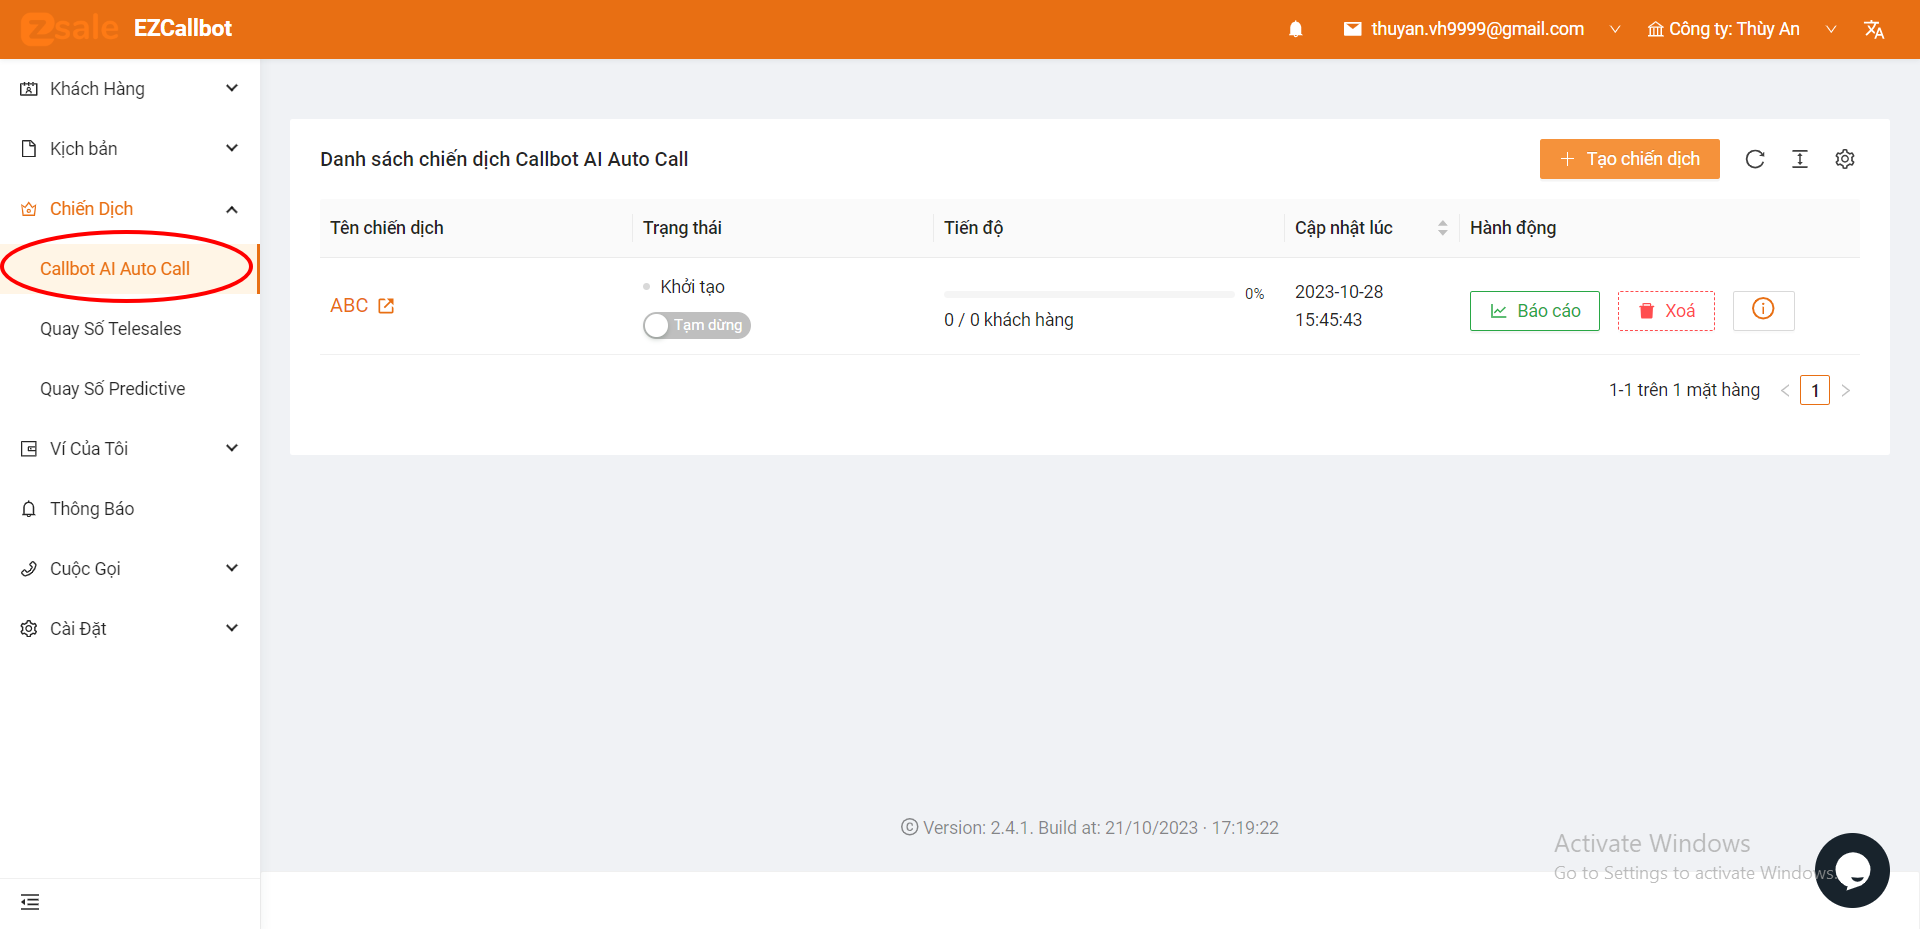 zsale EZCallbot
thuyan.vh9999@gmail.com
Công ty: Thùy An
Khách Hàng
Kịch bản
Chiến Dịch
Callbot AI Auto Call
Quay Số Telesales
Quay Số Predictive
Ví Của Tôi
Thông Báo
Cuộc Gọi
Cài Đặt
Danh sách chiến dịch Callbot AI Auto Call
Tạo chiến dịch
Tên chiến dịch
Trạng thái
Tiến độ
Cập nhật lúc
Hành động
ABC
Khởi tạo
Tạm dừng
0%
0 / 0 khách hàng
2023-10-28
15:45:43
Báo cáo
Xoá
1-1 trên 1 mặt hàng
1
© Version: 2.4.1. Build at: 21/10/2023 · 17:19:22
Activate Windows
Go to Settings to activate Windows.